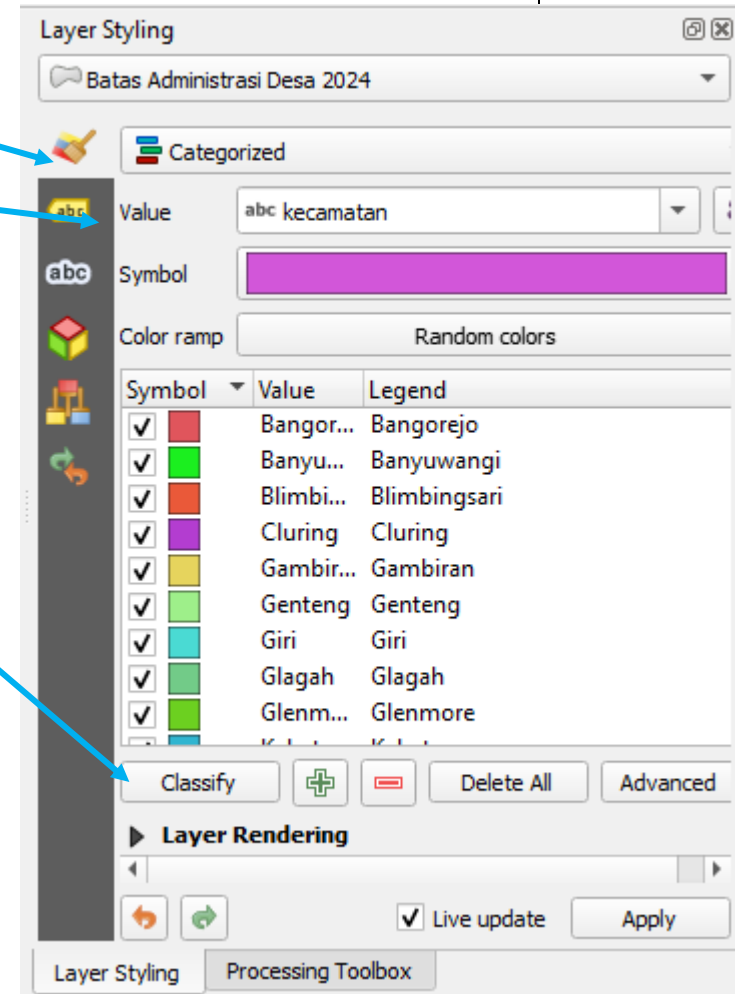 Layer Styling
Batas Administrasi Desa 2024
Categorized
abc
Value abc kecamatan
abc
Symbol
Color ramp Random colors
Symbol Value Legend
Bangor... Bangorejo
Banyu... Banyuwangi
Blimbi... Blimbingsari
Cluring Cluring
Gambir... Gambiran
Genteng Genteng
Giri Giri
Glagah Glagah
Glenm... Glenmore
Classify Delete All Advanced
Layer Rendering
Live update Apply
Layer Styling Processing Toolbox